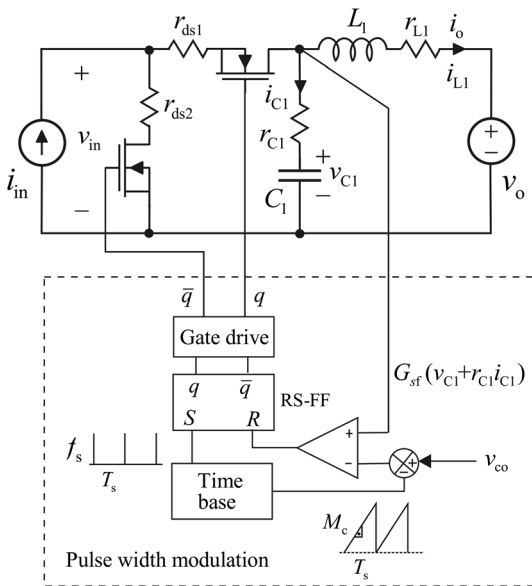 r_ds1
L_1
r_L1
i_o
+
i_C1
i_L1
r_ds2
v_in
r_C1
+
+
i_in
v_C1
−
v_o
−
C_1
−
q̄
q
Gate drive
G_sf (v_C1+r_C1 i_C1)
q
q̄
RS-FF
S
R
+
f_s
−
+
v_co
T_s
Time
base
−
M_c
T_s
Pulse width modulation